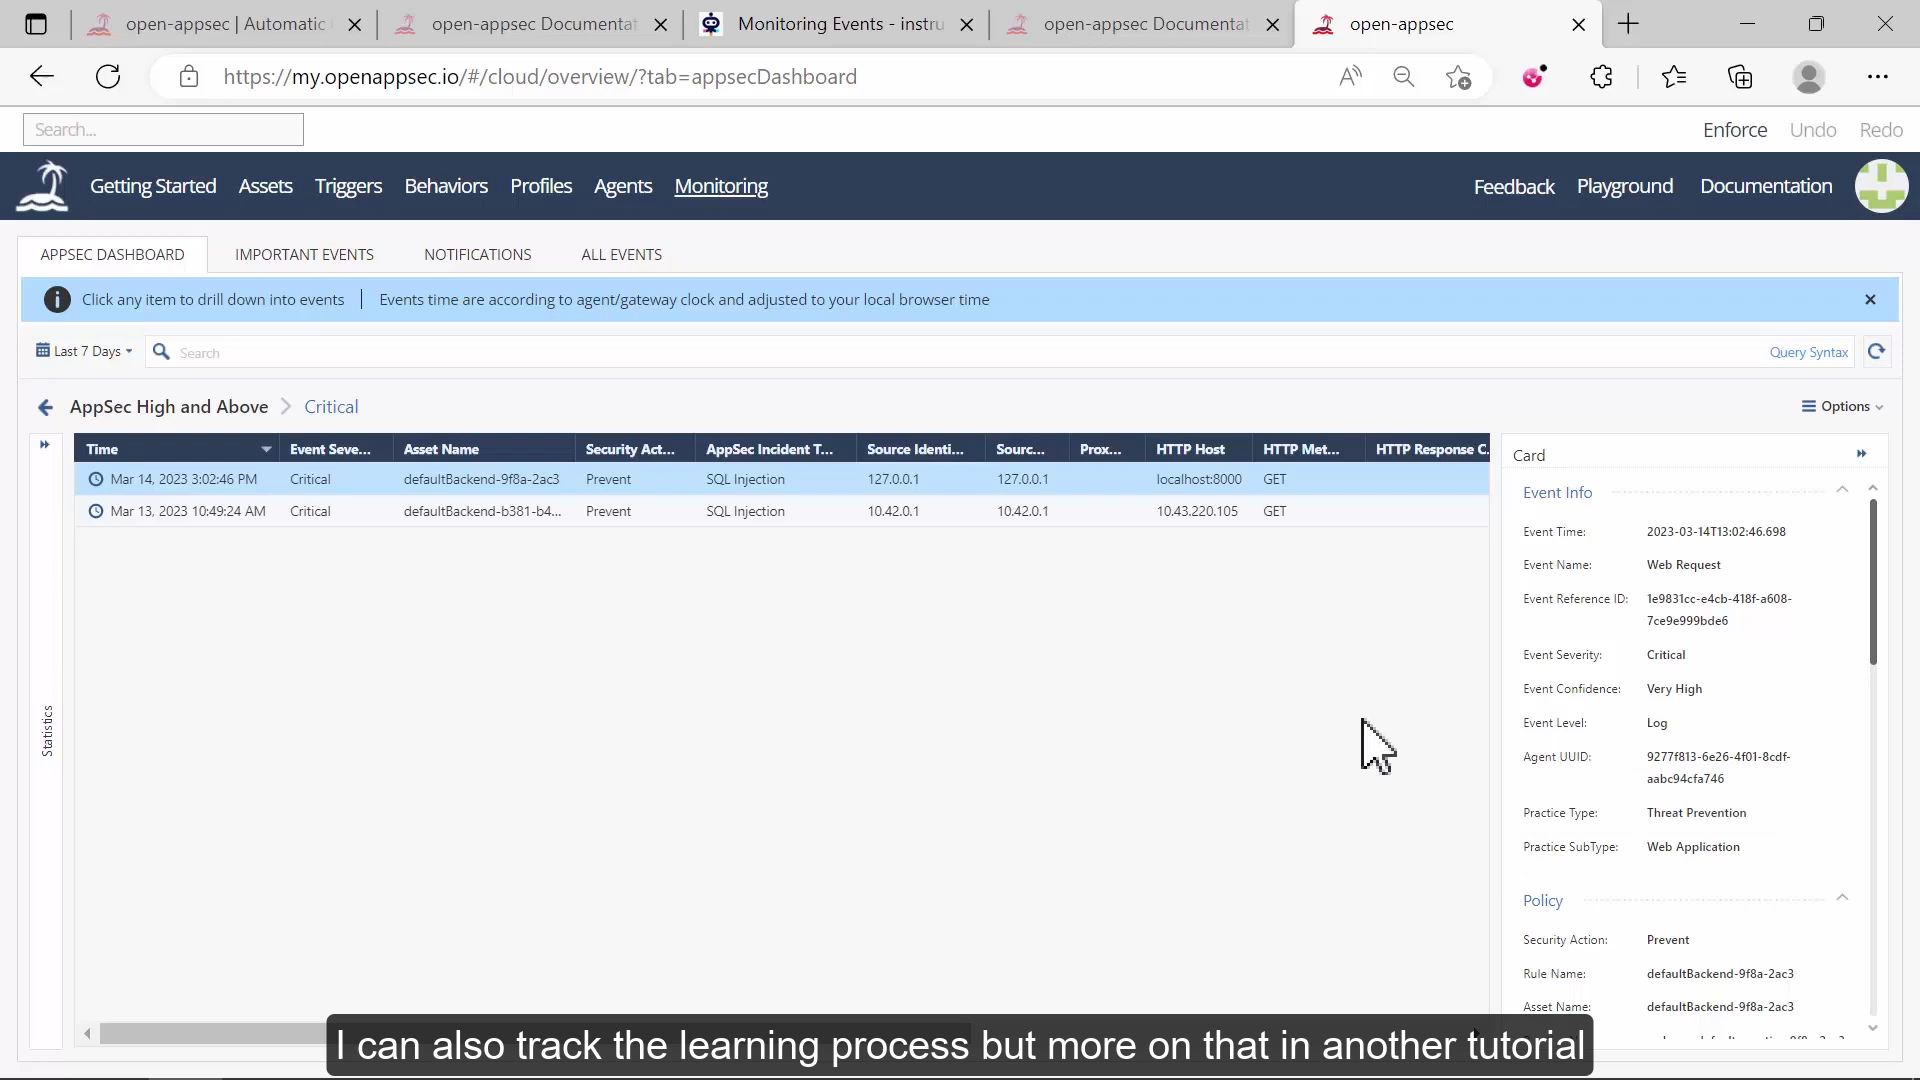 open-appsec | Automatic
open-appsec Documentat
Monitoring Events - instru
open-appsec Documentat
open-appsec
https://my.openappsec.io/#/cloud/overview/?tab=appsecDashboard
Search...
Enforce Undo Redo
Getting Started Assets Triggers Behaviors Profiles Agents Monitoring Feedback Playground Documentation
APPSEC DASHBOARD IMPORTANT EVENTS NOTIFICATIONS ALL EVENTS
Click any item to drill down into events | Events time are according to agent/gateway clock and adjusted to your local browser time
Last 7 Days Search Query Syntax
AppSec High and Above > Critical Options
Time Event Seve... Asset Name Security Act... AppSec Incident T... Source Identi... Sourc... Prox... HTTP Host HTTP Met... HTTP Response C.
Mar 14, 2023 3:02:46 PM Critical defaultBackend-9f8a-2ac3 Prevent SQL Injection 127.0.0.1 127.0.0.1 localhost:8000 GET
Mar 13, 2023 10:49:24 AM Critical defaultBackend-b381-b4... Prevent SQL Injection 10.42.0.1 10.42.0.1 10.43.220.105 GET
Statistics
Card
Event Info
Event Time: 2023-03-14T13:02:46.698
Event Name: Web Request
Event Reference ID: 1e9831cc-e4cb-418f-a608-
7ce9e999bde6
Event Severity: Critical
Event Confidence: Very High
Event Level: Log
Agent UUID: 9277f813-6e26-4f01-8cdf-
aabc94cfa746
Practice Type: Threat Prevention
Practice SubType: Web Application
Policy
Security Action: Prevent
Rule Name: defaultBackend-9f8a-2ac3
Asset Name: defaultBackend-9f8a-2ac3
I can also track the learning process but more on that in another tutorial